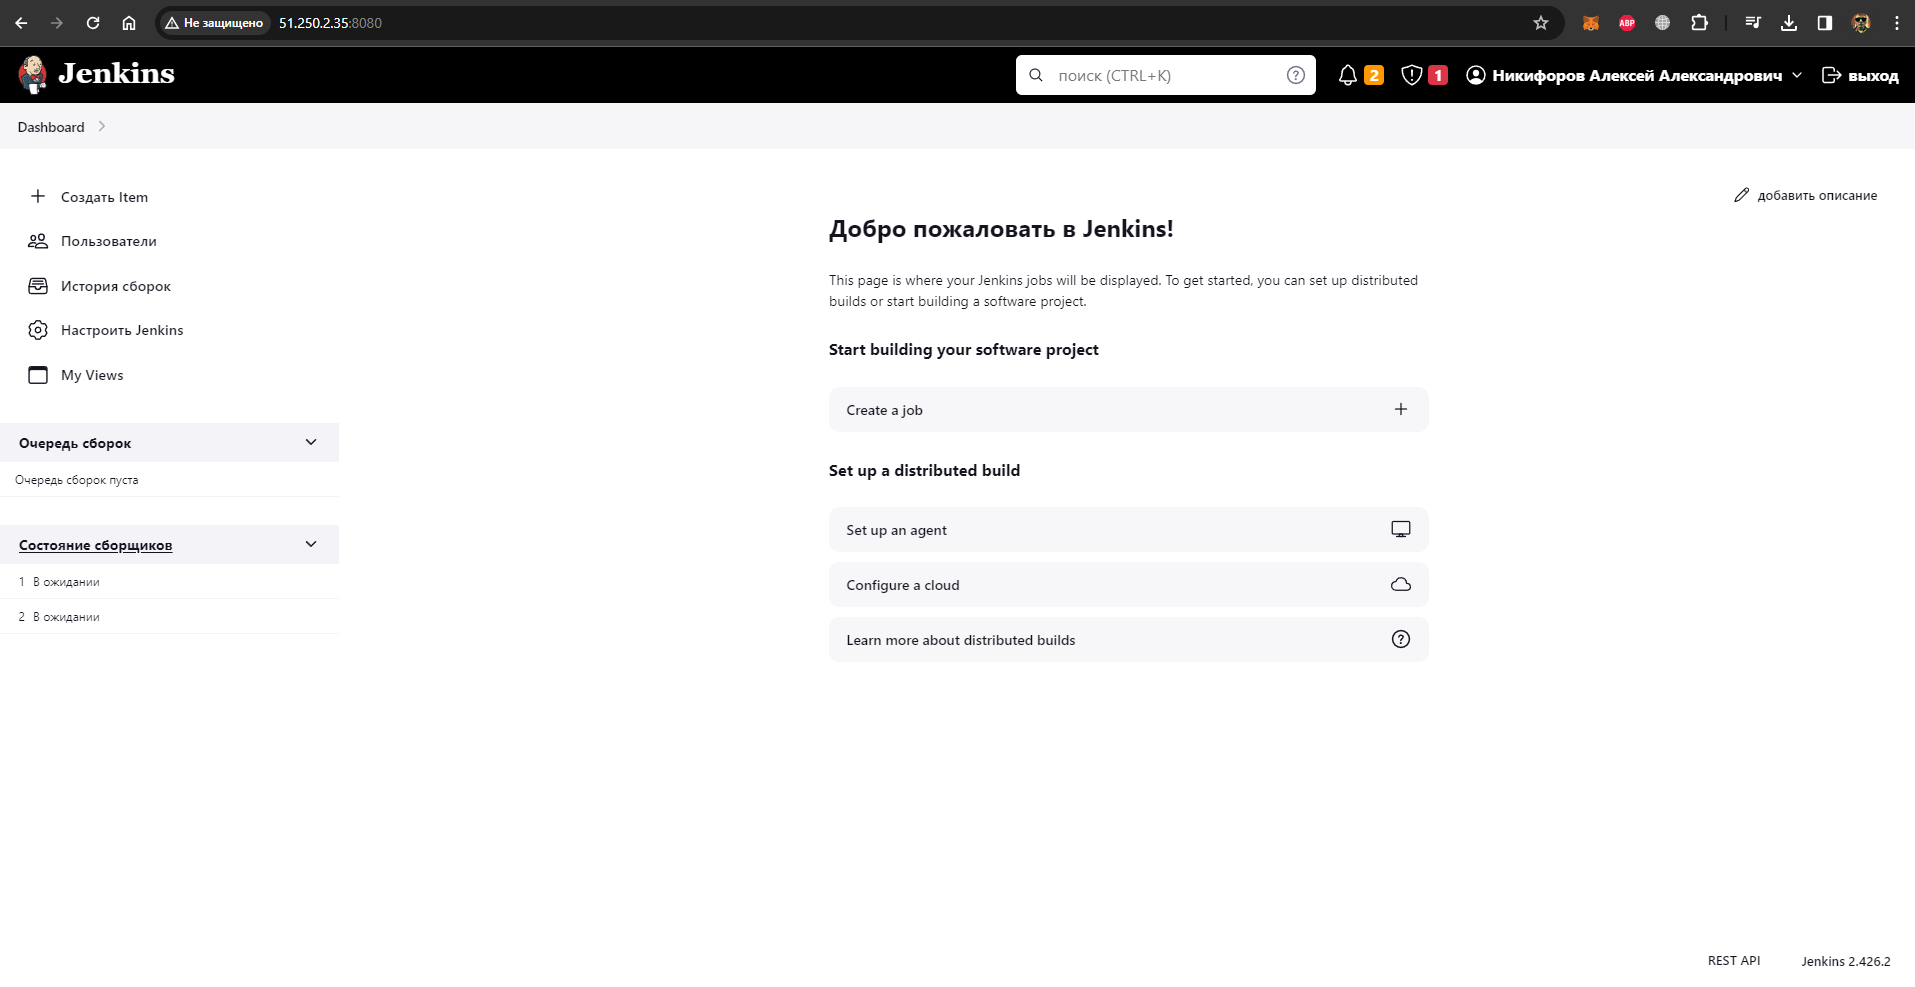 Не защищено
51.250.2.35:8080
ABP
Jenkins
поиск (CTRL+K)
2
1
Никифоров Алексей Александрович
выход
Dashboard
Создать Item
Пользователи
История сборок
Настроить Jenkins
My Views
Очередь сборок
Очередь сборок пуста
Состояние сборщиков
1 В ожидании
2 В ожидании
добавить описание
Добро пожаловать в Jenkins!
This page is where your Jenkins jobs will be displayed. To get started, you can set up distributed
builds or start building a software project.
Start building your software project
Create a job
Set up a distributed build
Set up an agent
Configure a cloud
Learn more about distributed builds
REST API
Jenkins 2.426.2